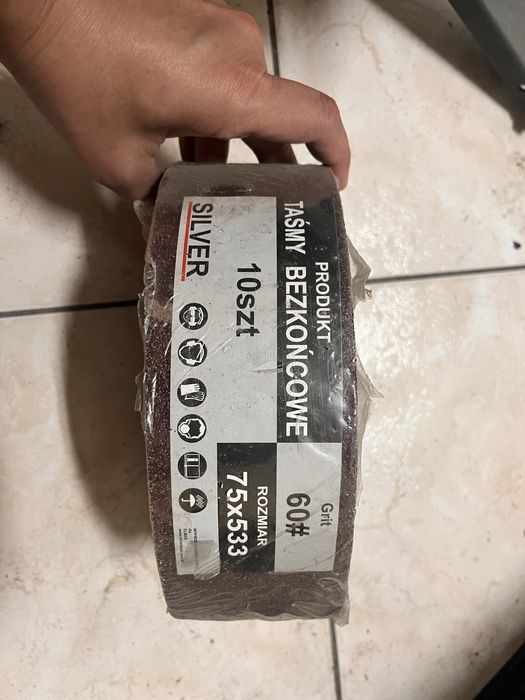 PRODUKT
TAŚMY BEZKOŃCOWE
10szt
SILVER
Grit
60#
ROZMIAR
75x533